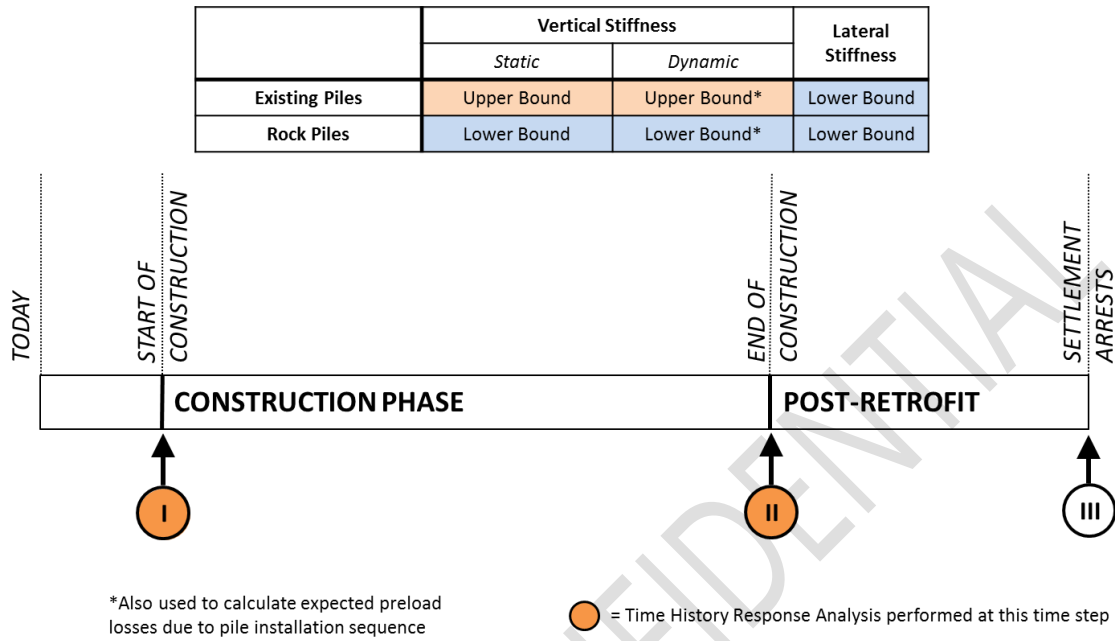 Vertical Stiffness
Lateral
Stiffness
Static
Dynamic
Existing Piles
Upper Bound
Upper Bound*
Lower Bound
Rock Piles
Lower Bound
Lower Bound*
Lower Bound
TODAY
START OF
CONSTRUCTION
END OF
CONSTRUCTION
SETTLEMENT
ARRESTS
CONSTRUCTION PHASE
POST-RETROFIT
I
II
III
*Also used to calculate expected preload
losses due to pile installation sequence
= Time History Response Analysis performed at this time step
FIDENTIAL